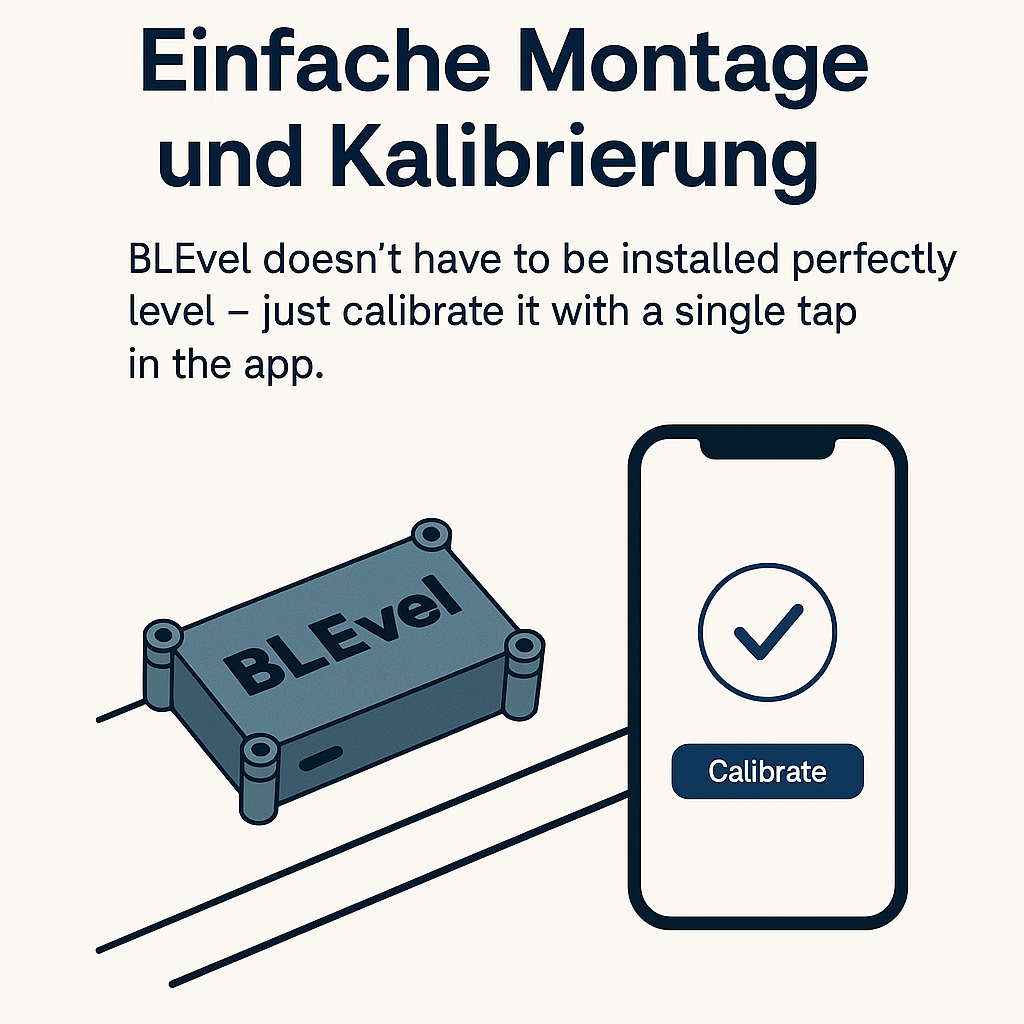 Einfache Montage
und Kalibrierung
BLEvel doesn’t have to be installed perfectly
level – just calibrate it with a single tap
in the app.
BLEvel
Calibrate